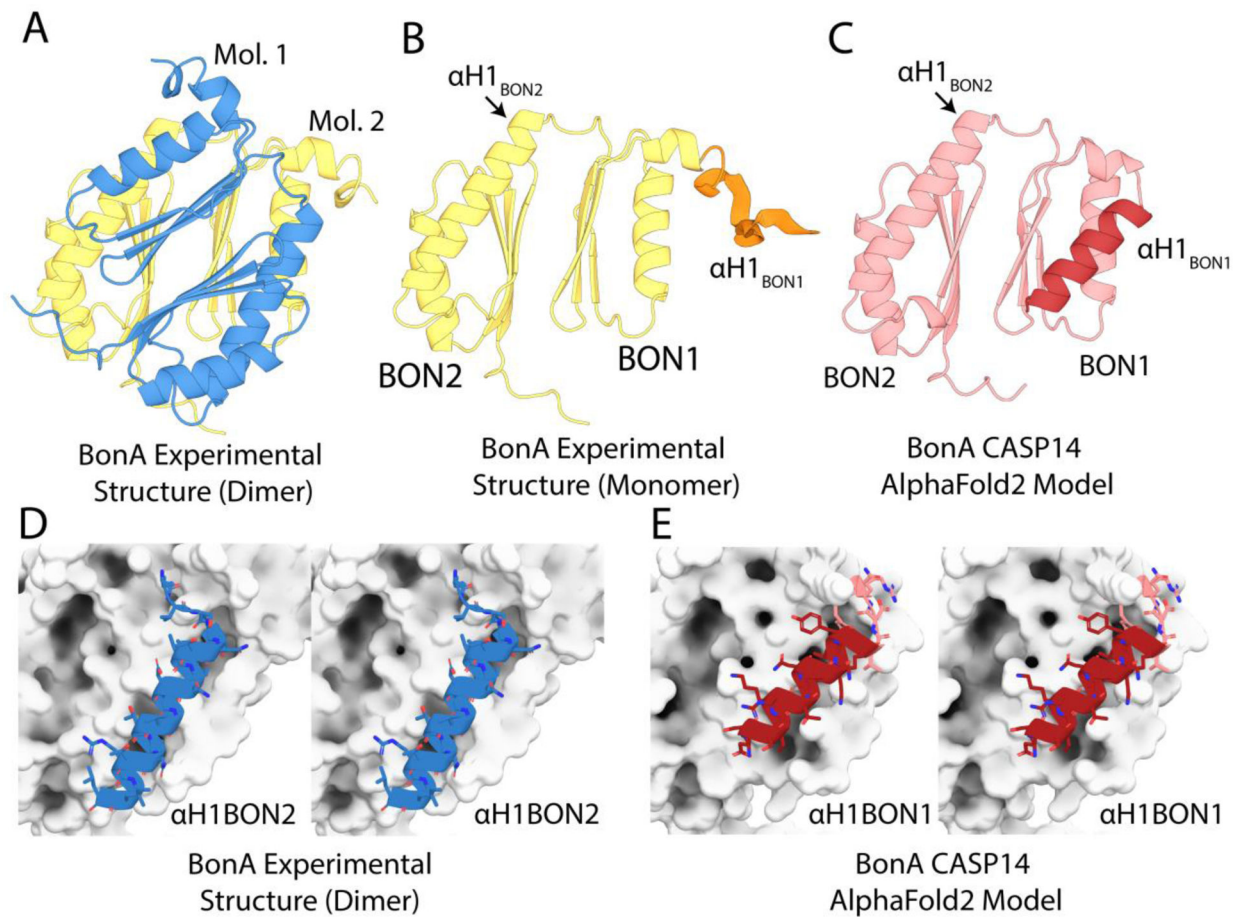 A
Mol. 1
Mol. 2
BonA Experimental
Structure (Dimer)
B
αH1BON2
αH1BON1
BON2
BON1
BonA Experimental
Structure (Monomer)
C
αH1BON2
αH1BON1
BON2
BON1
BonA CASP14
AlphaFold2 Model
D
αH1BON2
αH1BON2
BonA Experimental
Structure (Dimer)
E
αH1BON1
αH1BON1
BonA CASP14
AlphaFold2 Model